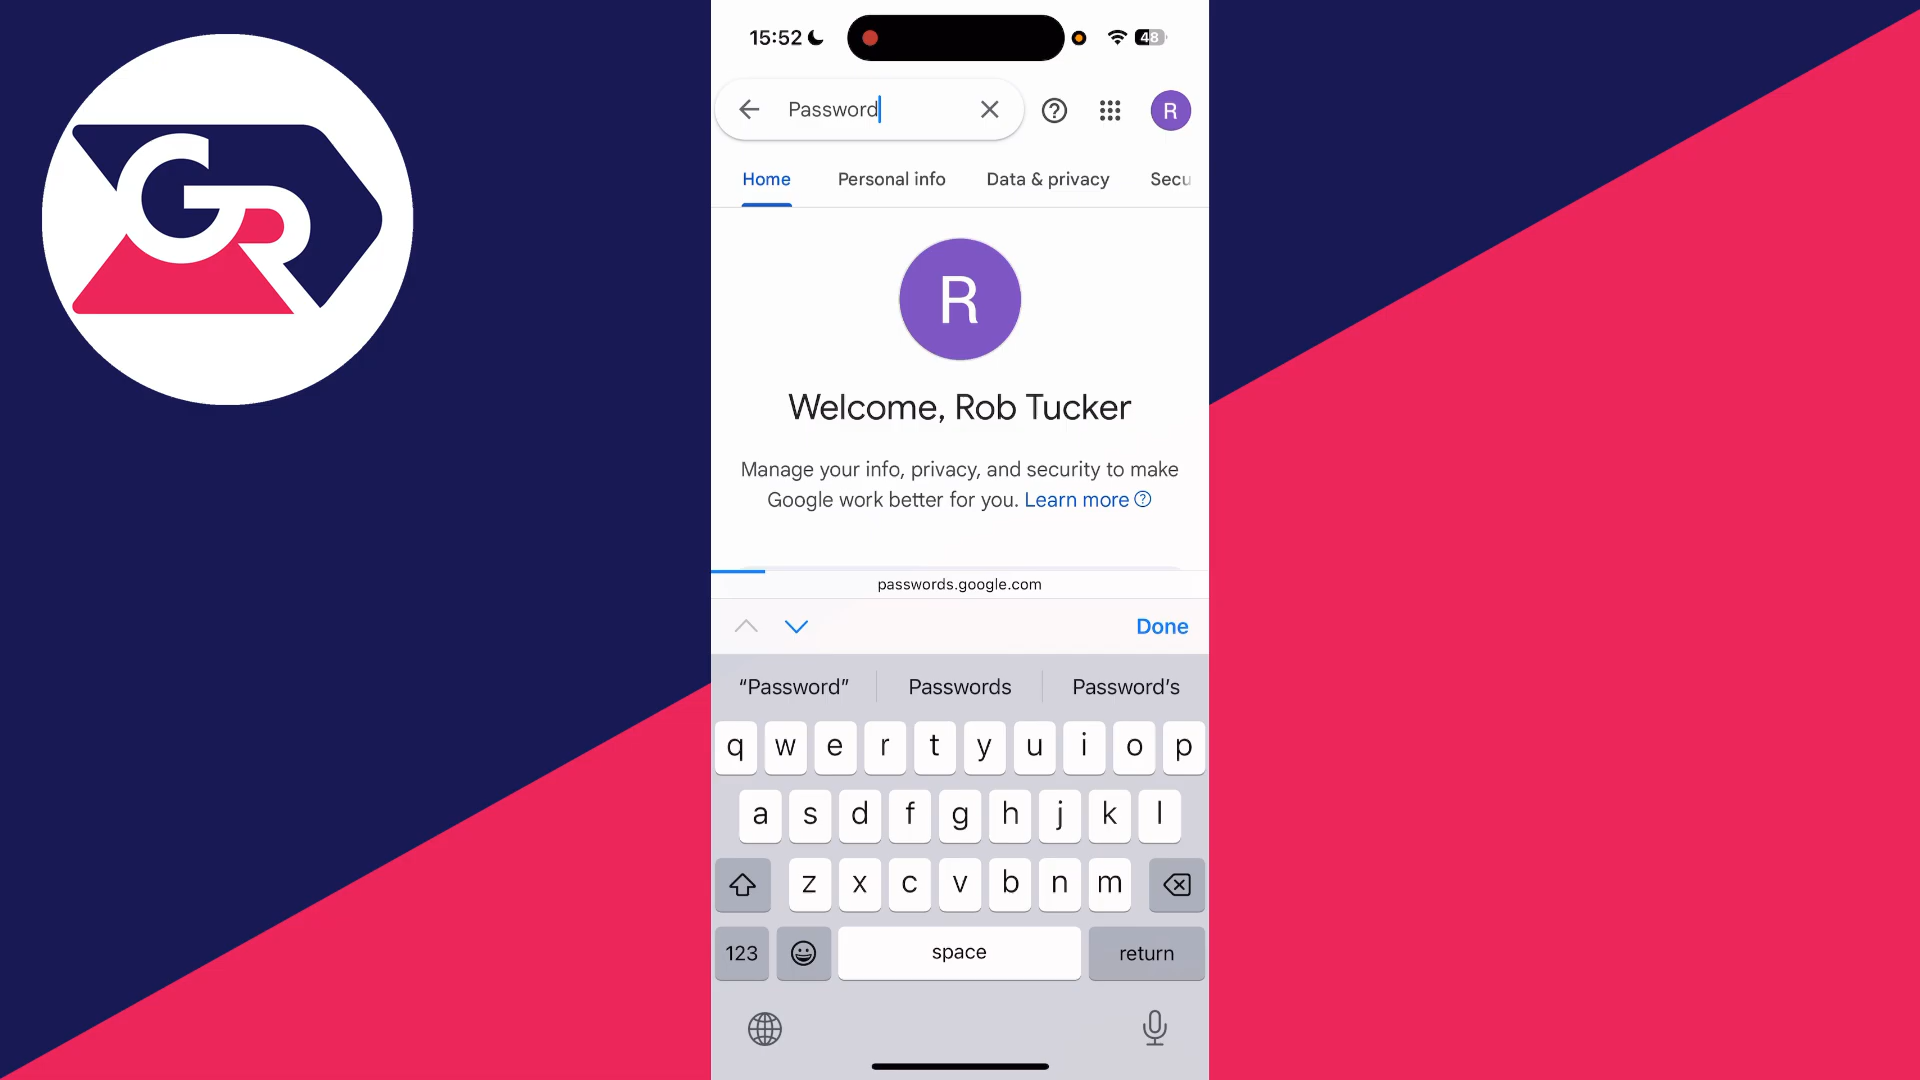 GR
15:52
48
Password
R
Home Personal info Data & privacy Secu
R
Welcome, Rob Tucker
Manage your info, privacy, and security to make
Google work better for you. Learn more
passwords.google.com
Done
“Password” Passwords Password’s
q w e r t y u i o p
a s d f g h j k l
z x c v b n m
123 space return